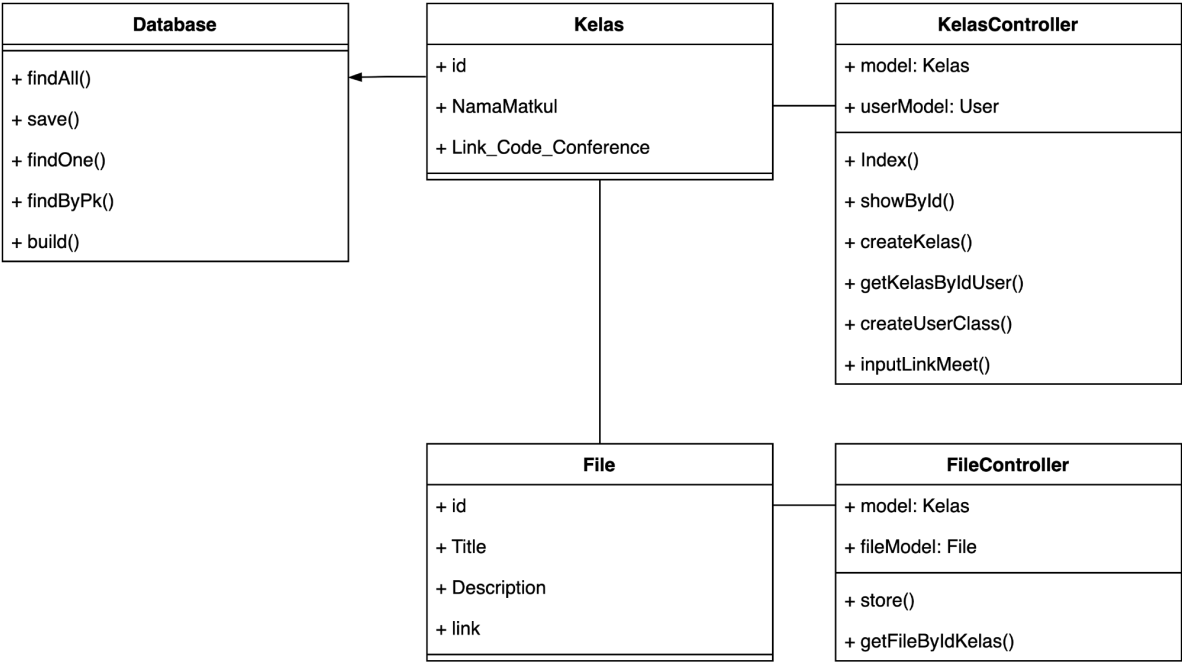 Database
+ findAll()
+ save()
+ findOne()
+ findByPk()
+ build()
Kelas
+ id
+ NamaMatkul
+ Link_Code_Conference
KelasController
+ model: Kelas
+ userModel: User
+ Index()
+ showById()
+ createKelas()
+ getKelasByIdUser()
+ createUserClass()
+ inputLinkMeet()
File
+ id
+ Title
+ Description
+ link
FileController
+ model: Kelas
+ fileModel: File
+ store()
+ getFileByIdKelas()